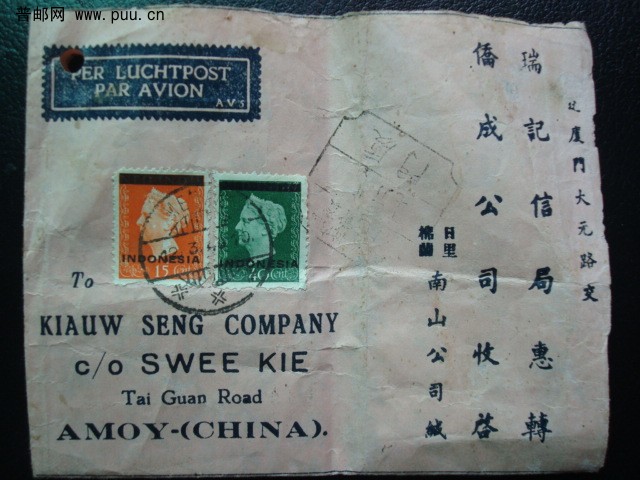 普邮网 www.puu.cn
PER LUCHTPOST
PAR AVION
AVS
INDONESIA
15
INDONESIA
40
To
KIAUW SENG COMPANY
c/o SWEE KIE
Tai Guan Road
AMOY-(CHINA).
廈門大元路交
瑞記信局惠轉
僑成公司收啓
日里
棉蘭
南山公司緘